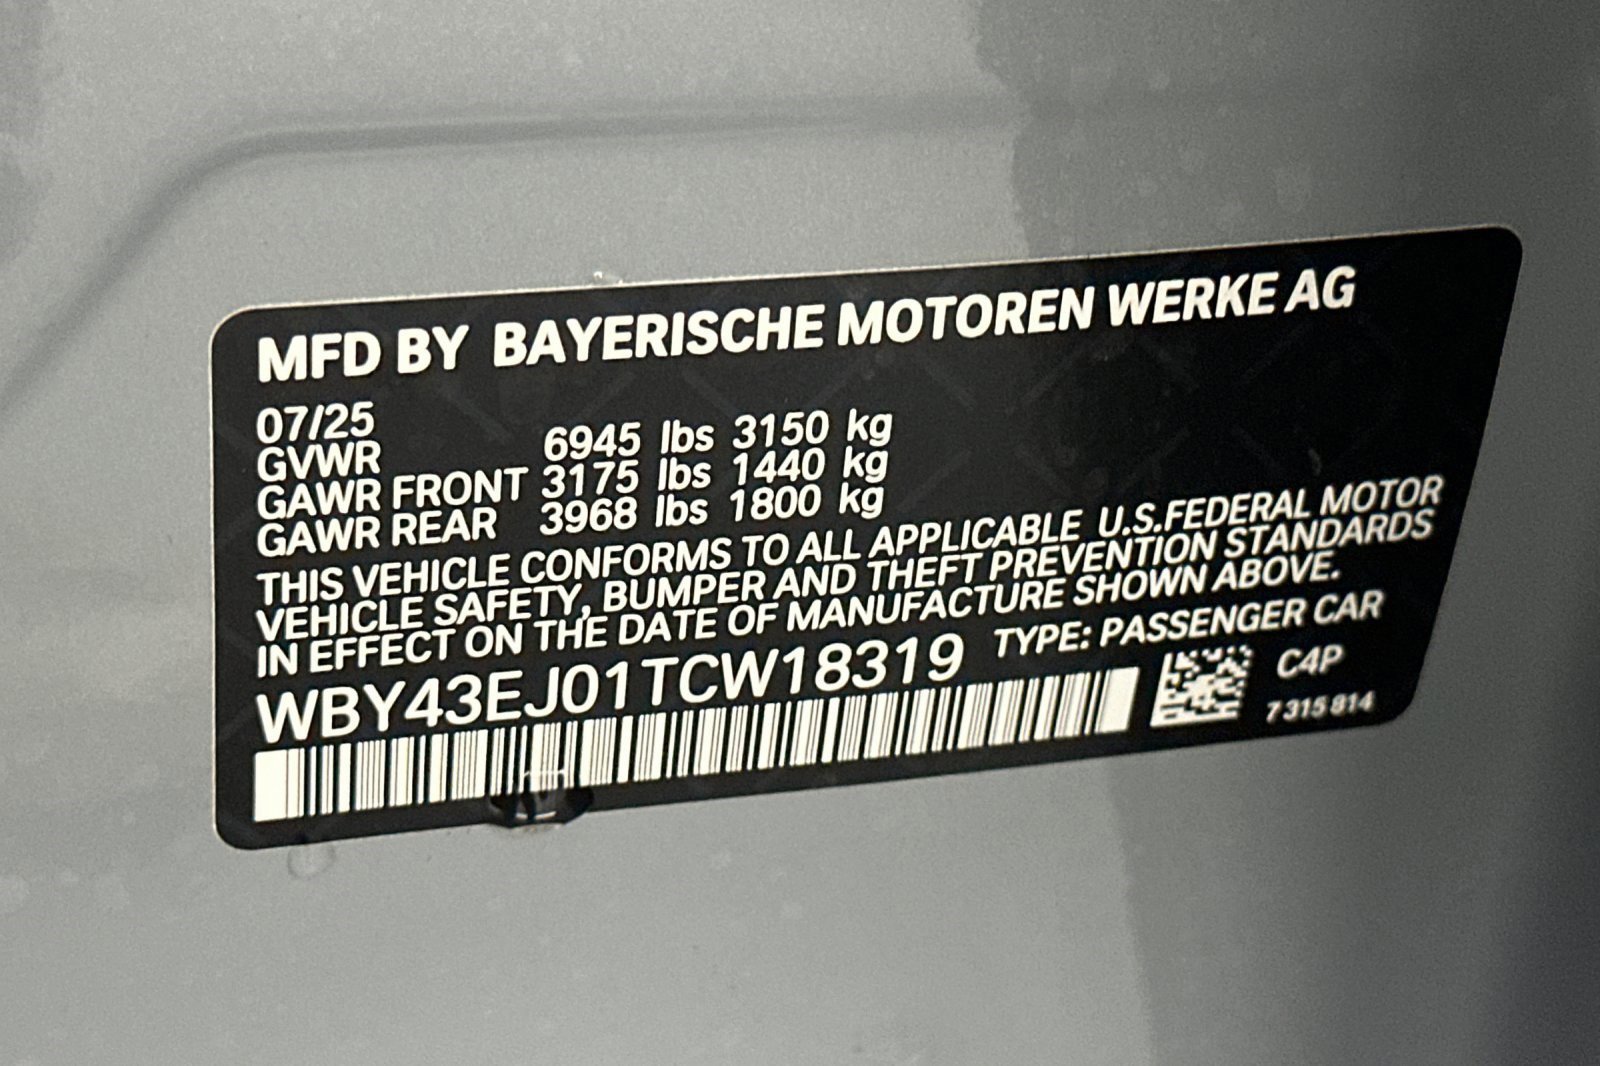 MFD BY BAYERISCHE MOTOREN WERKE AG
07/25
GVWR 6945 lbs 3150 kg
GAWR FRONT 3175 lbs 1440 kg
GAWR REAR 3968 lbs 1800 kg
THIS VEHICLE CONFORMS TO ALL APPLICABLE U.S.FEDERAL MOTOR
VEHICLE SAFETY, BUMPER AND THEFT PREVENTION STANDARDS
IN EFFECT ON THE DATE OF MANUFACTURE SHOWN ABOVE.
WBY43EJ01TCW18319 TYPE: PASSENGER CAR
C4P
7 315 814